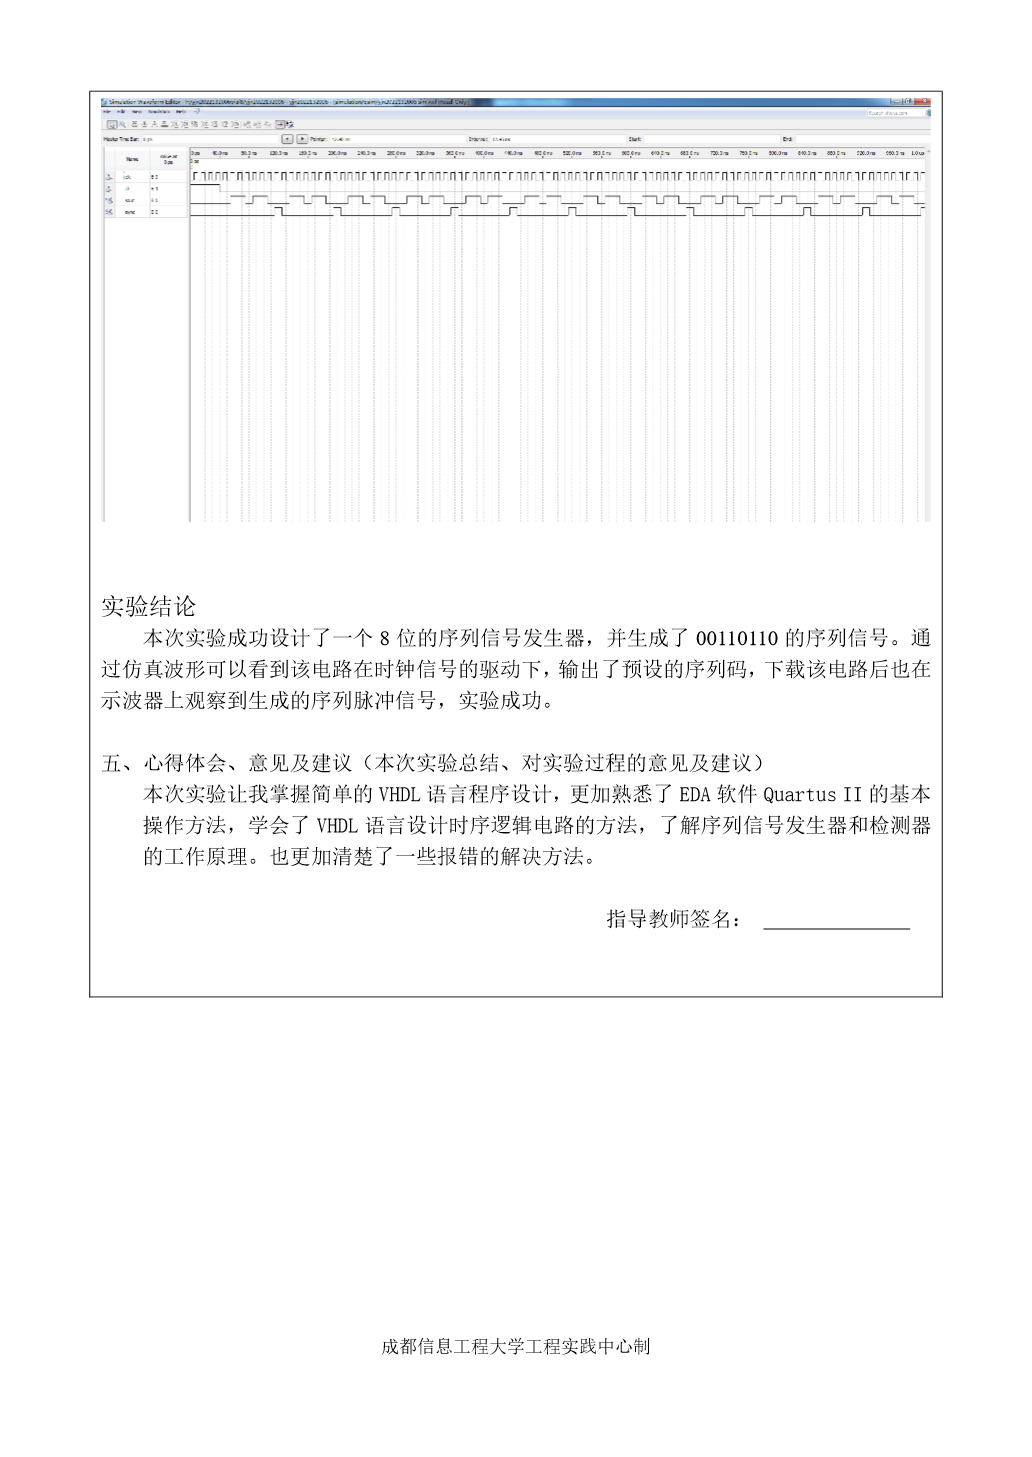 Simulation Waveform Editor
Search altera.com
Master Time Bar: 0 ps
Pointer:
Interval:
Start:
End:
Name
Value at
0 ps
0 ps 40.0 ns 80.0 ns 120.0 ns 160.0 ns 200.0 ns 240.0 ns 280.0 ns 320.0 ns 360.0 ns 400.0 ns 440.0 ns 480.0 ns 520.0 ns 560.0 ns 600.0 ns 640.0 ns 680.0 ns 720.0 ns 760.0 ns 800.0 ns 840.0 ns 880.0 ns 920.0 ns 960.0 ns 1.0 us
0 ps
实验结论
本次实验成功设计了一个 8 位的序列信号发生器，并生成了 00110110 的序列信号。通
过仿真波形可以看到该电路在时钟信号的驱动下，输出了预设的序列码，下载该电路后也在
示波器上观察到生成的序列脉冲信号，实验成功。
五、心得体会、意见及建议（本次实验总结、对实验过程的意见及建议）
本次实验让我掌握简单的 VHDL 语言程序设计，更加熟悉了 EDA 软件 Quartus II 的基本
操作方法，学会了 VHDL 语言设计时序逻辑电路的方法，了解序列信号发生器和检测器
的工作原理。也更加清楚了一些报错的解决方法。
指导教师签名：
成都信息工程大学工程实践中心制